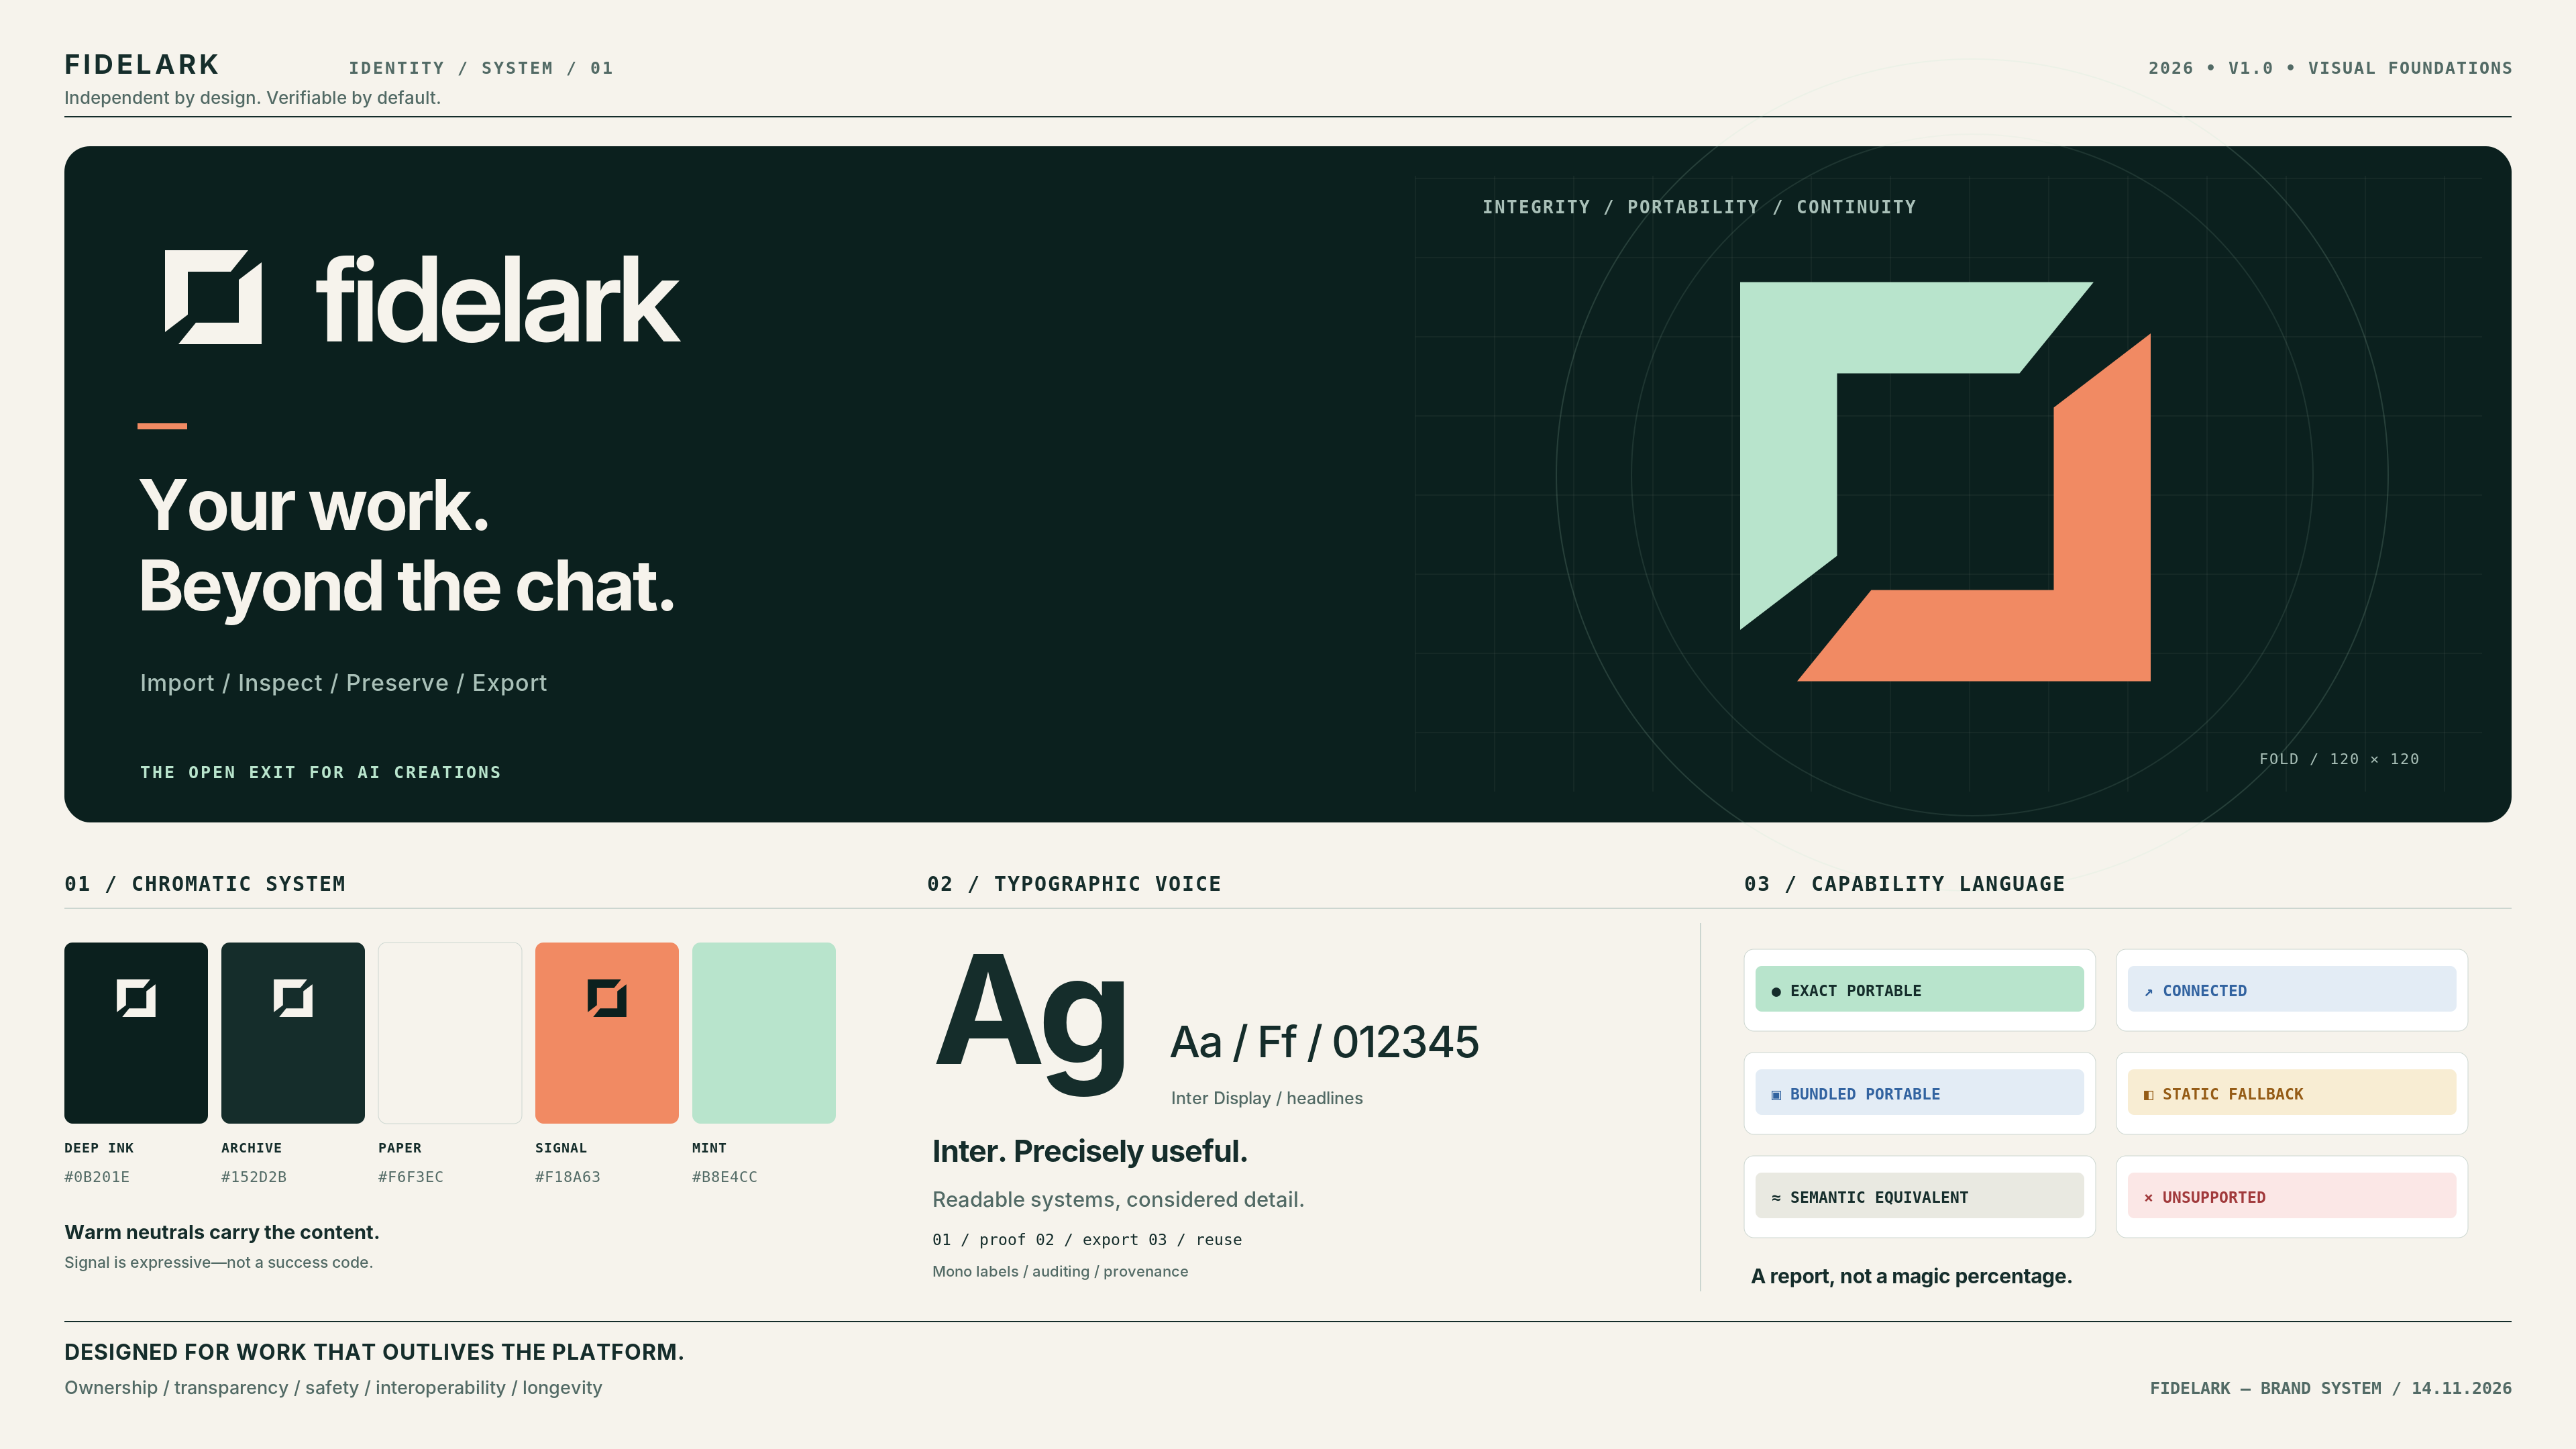 FIDELARK
IDENTITY / SYSTEM / 01
2026 • V1.0 • VISUAL FOUNDATIONS
Independent by design. Verifiable by default.
fidelark
Your work.
Beyond the chat.
Import / Inspect / Preserve / Export
THE OPEN EXIT FOR AI CREATIONS
INTEGRITY / PORTABILITY / CONTINUITY
FOLD / 120 × 120
01 / CHROMATIC SYSTEM
DEEP INK
#0B201E
ARCHIVE
#152D2B
PAPER
#F6F3EC
SIGNAL
#F18A63
MINT
#B8E4CC
Warm neutrals carry the content.
Signal is expressive—not a success code.
02 / TYPOGRAPHIC VOICE
Ag
Aa / Ff / 012345
Inter Display / headlines
Inter. Precisely useful.
Readable systems, considered detail.
01 / proof 02 / export 03 / reuse
Mono labels / auditing / provenance
03 / CAPABILITY LANGUAGE
● EXACT PORTABLE
↗ CONNECTED
▣ BUNDLED PORTABLE
◧ STATIC FALLBACK
≈ SEMANTIC EQUIVALENT
× UNSUPPORTED
A report, not a magic percentage.
DESIGNED FOR WORK THAT OUTLIVES THE PLATFORM.
Ownership / transparency / safety / interoperability / longevity
FIDELARK — BRAND SYSTEM / 14.11.2026